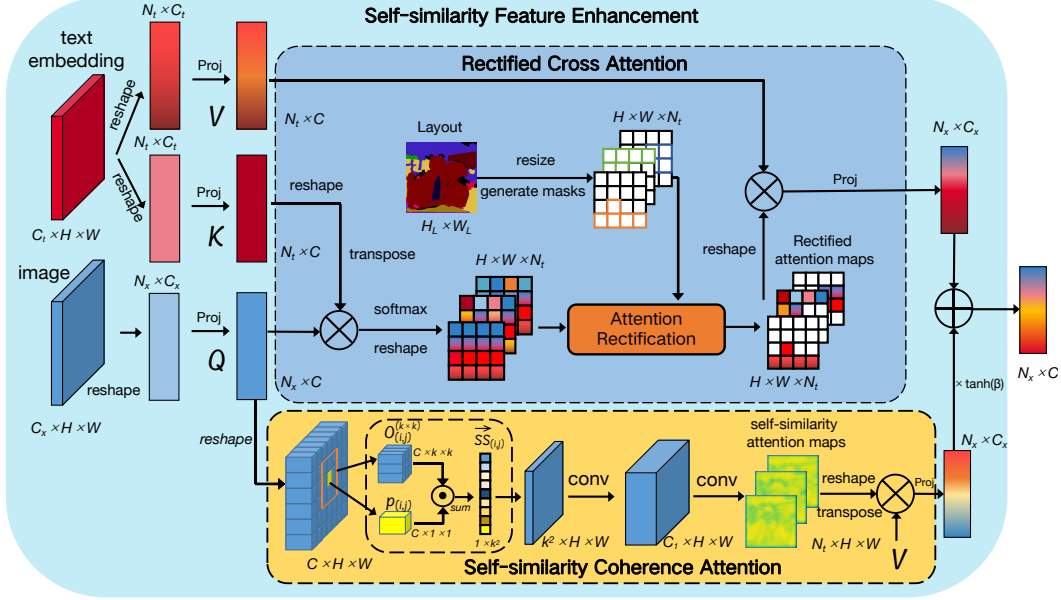 Self-similarity Feature Enhancement
N_t × C_t
text
embedding
Proj
reshape
V
N_t × C
N_t × C_t
reshape
Proj
K
N_t × C
C_t × H × W
image
N_x × C_x
Proj
Q
reshape
N_x × C
C_x × H × W
Rectified Cross Attention
Layout
H_L × W_L
resize
generate masks
H × W × N_t
reshape
transpose
softmax
reshape
H × W × N_t
Attention
Rectification
reshape
Rectified
attention maps
H × W × N_t
Proj
N_x × C_x
N_x × C
× tanh(β)
N_x × C_x
reshape
C × H × W
O_{(i,j)}^{(k × k)}
C × k × k
p_{(i,j)}
C × 1 × 1
sum
SS_{(i,j)}
1 × k²
conv
k² × H × W
conv
C_1 × H × W
self-similarity
attention maps
N_t × H × W
reshape
transpose
V
Proj
Self-similarity Coherence Attention